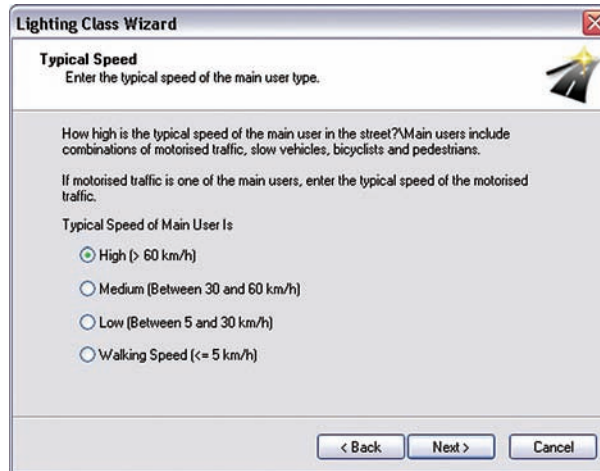 Lighting Class Wizard
Typical Speed
Enter the typical speed of the main user type.
How high is the typical speed of the main user in the street?\Main users include
combinations of motorised traffic, slow vehicles, bicyclists and pedestrians.
If motorised traffic is one of the main users, enter the typical speed of the motorised
traffic.
Typical Speed of Main User Is
High (> 60 km/h)
Medium (Between 30 and 60 km/h)
Low (Between 5 and 30 km/h)
Walking Speed (<= 5 km/h)
< Back Next > Cancel